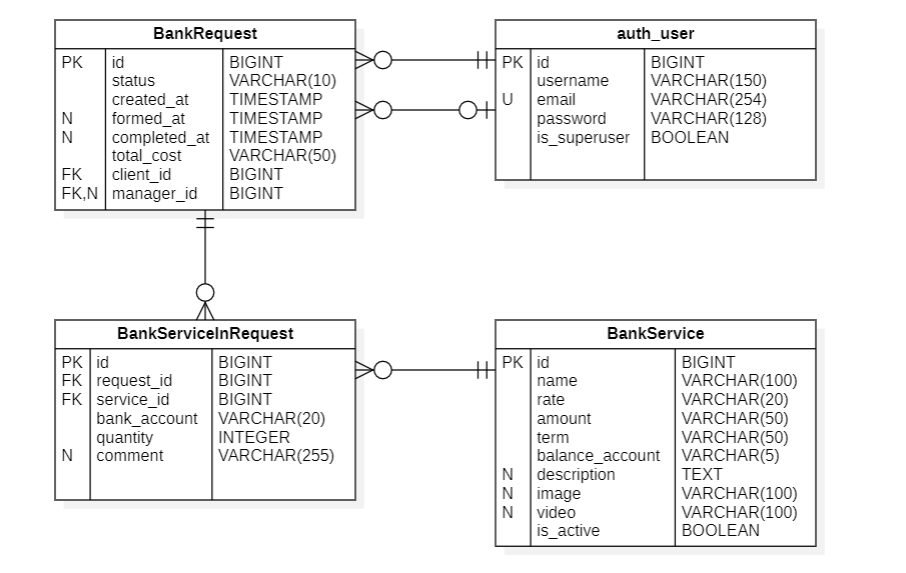 BankRequest
PK id BIGINT
status VARCHAR(10)
created_at TIMESTAMP
N formed_at TIMESTAMP
N completed_at TIMESTAMP
total_cost VARCHAR(50)
FK client_id BIGINT
FK,N manager_id BIGINT
auth_user
PK id BIGINT
username VARCHAR(150)
U email VARCHAR(254)
password VARCHAR(128)
is_superuser BOOLEAN
BankServiceInRequest
PK id BIGINT
FK request_id BIGINT
FK service_id BIGINT
bank_account VARCHAR(20)
quantity INTEGER
N comment VARCHAR(255)
BankService
PK id BIGINT
name VARCHAR(100)
rate VARCHAR(20)
amount VARCHAR(50)
term VARCHAR(50)
balance_account VARCHAR(5)
N description TEXT
N image VARCHAR(100)
N video VARCHAR(100)
is_active BOOLEAN